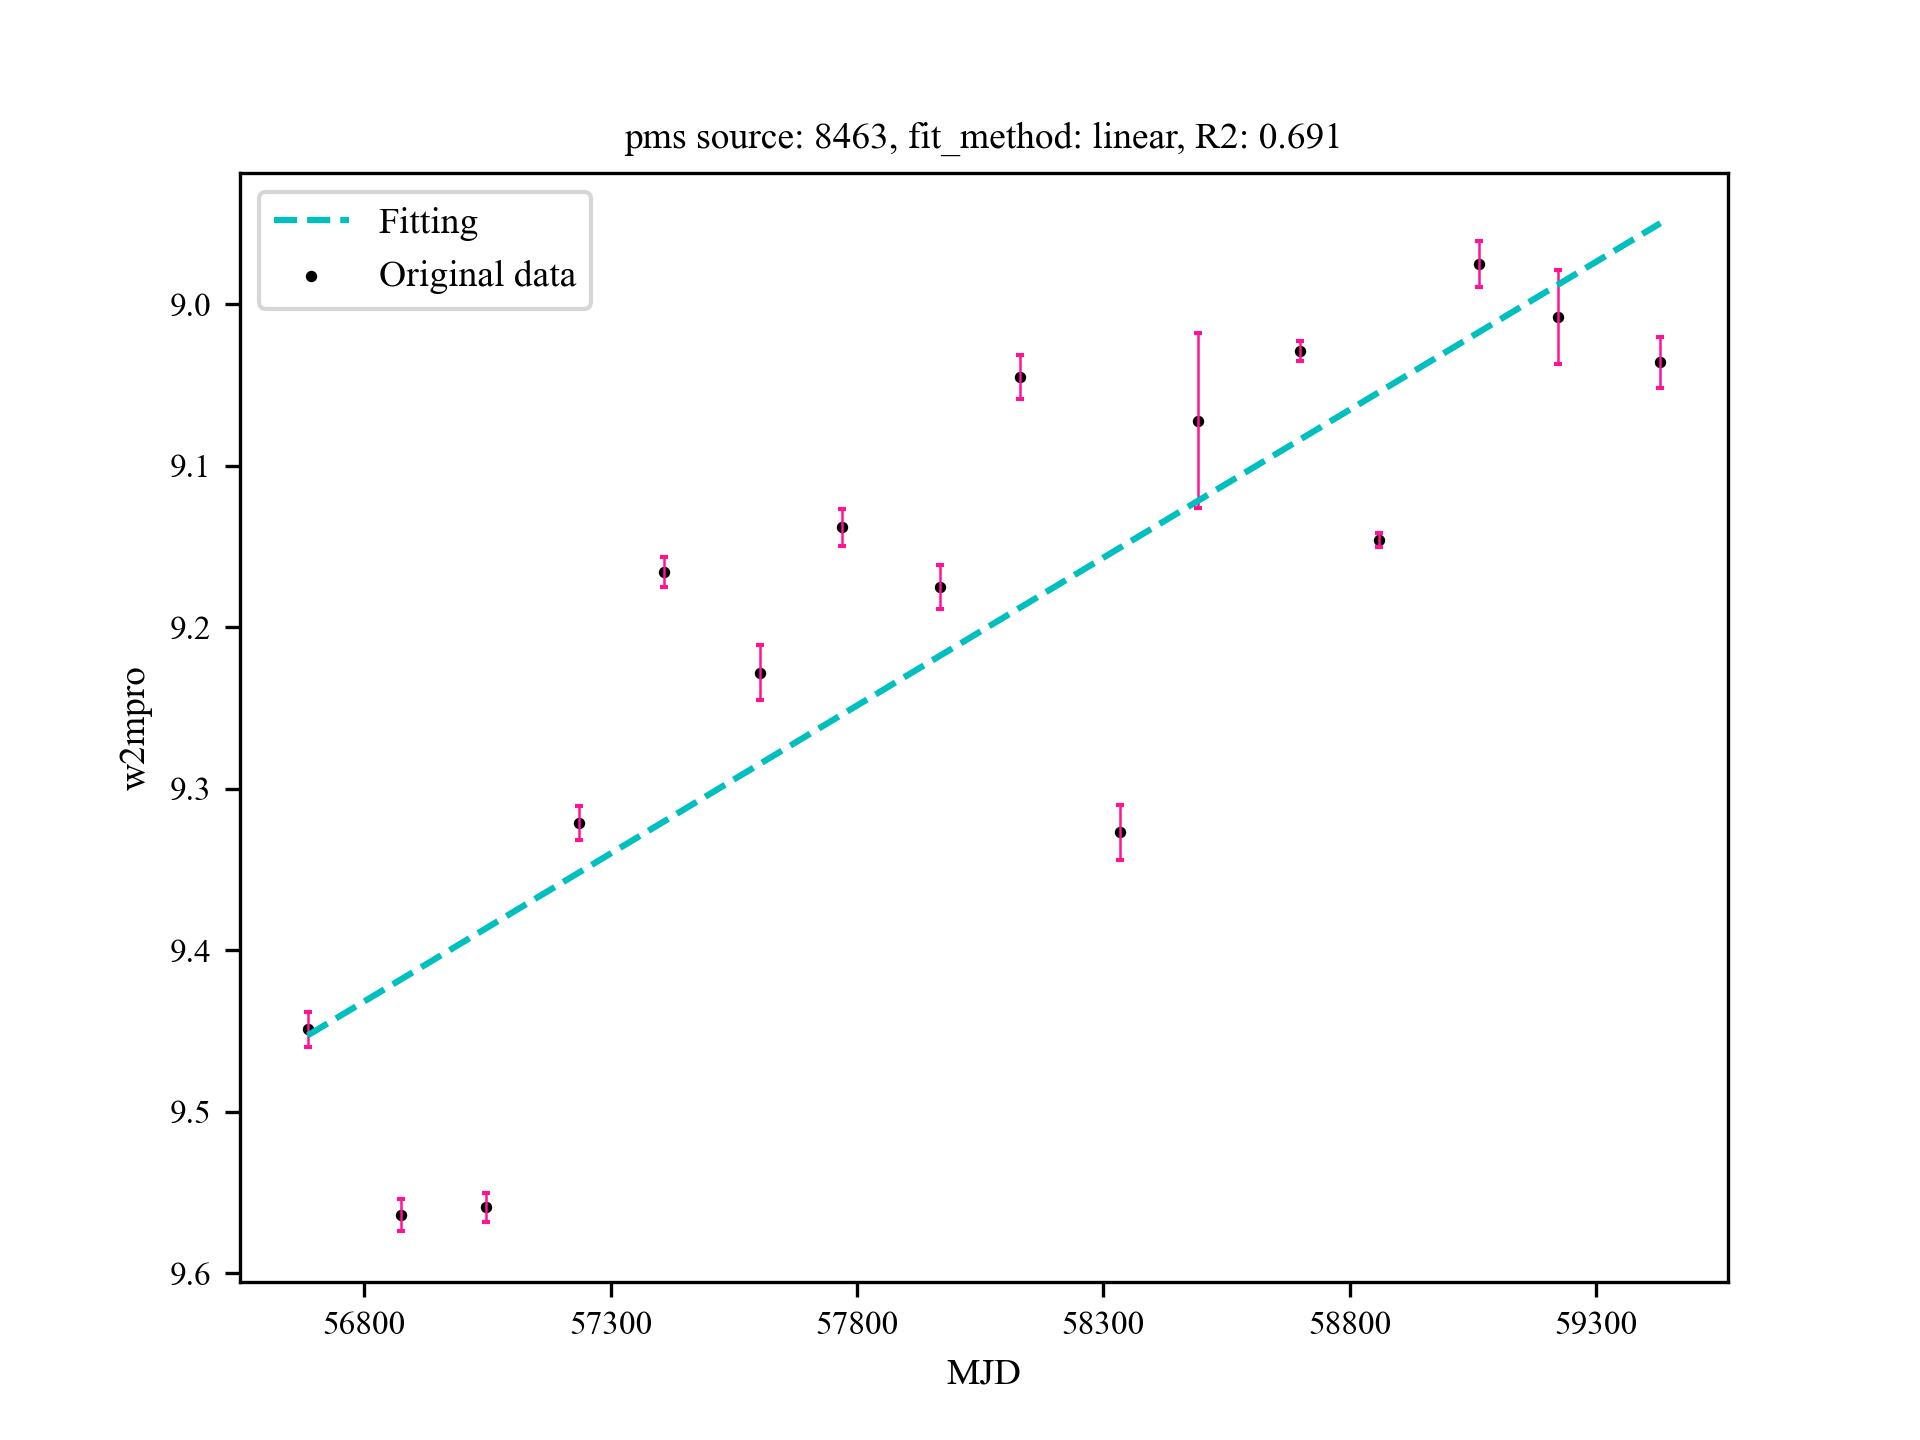 pms source: 8463, fit_method: linear, R2: 0.691
Fitting
Original data
9.0
9.1
9.2
9.3
9.4
9.5
9.6
w2mpro
56800 57300 57800 58300 58800 59300
MJD